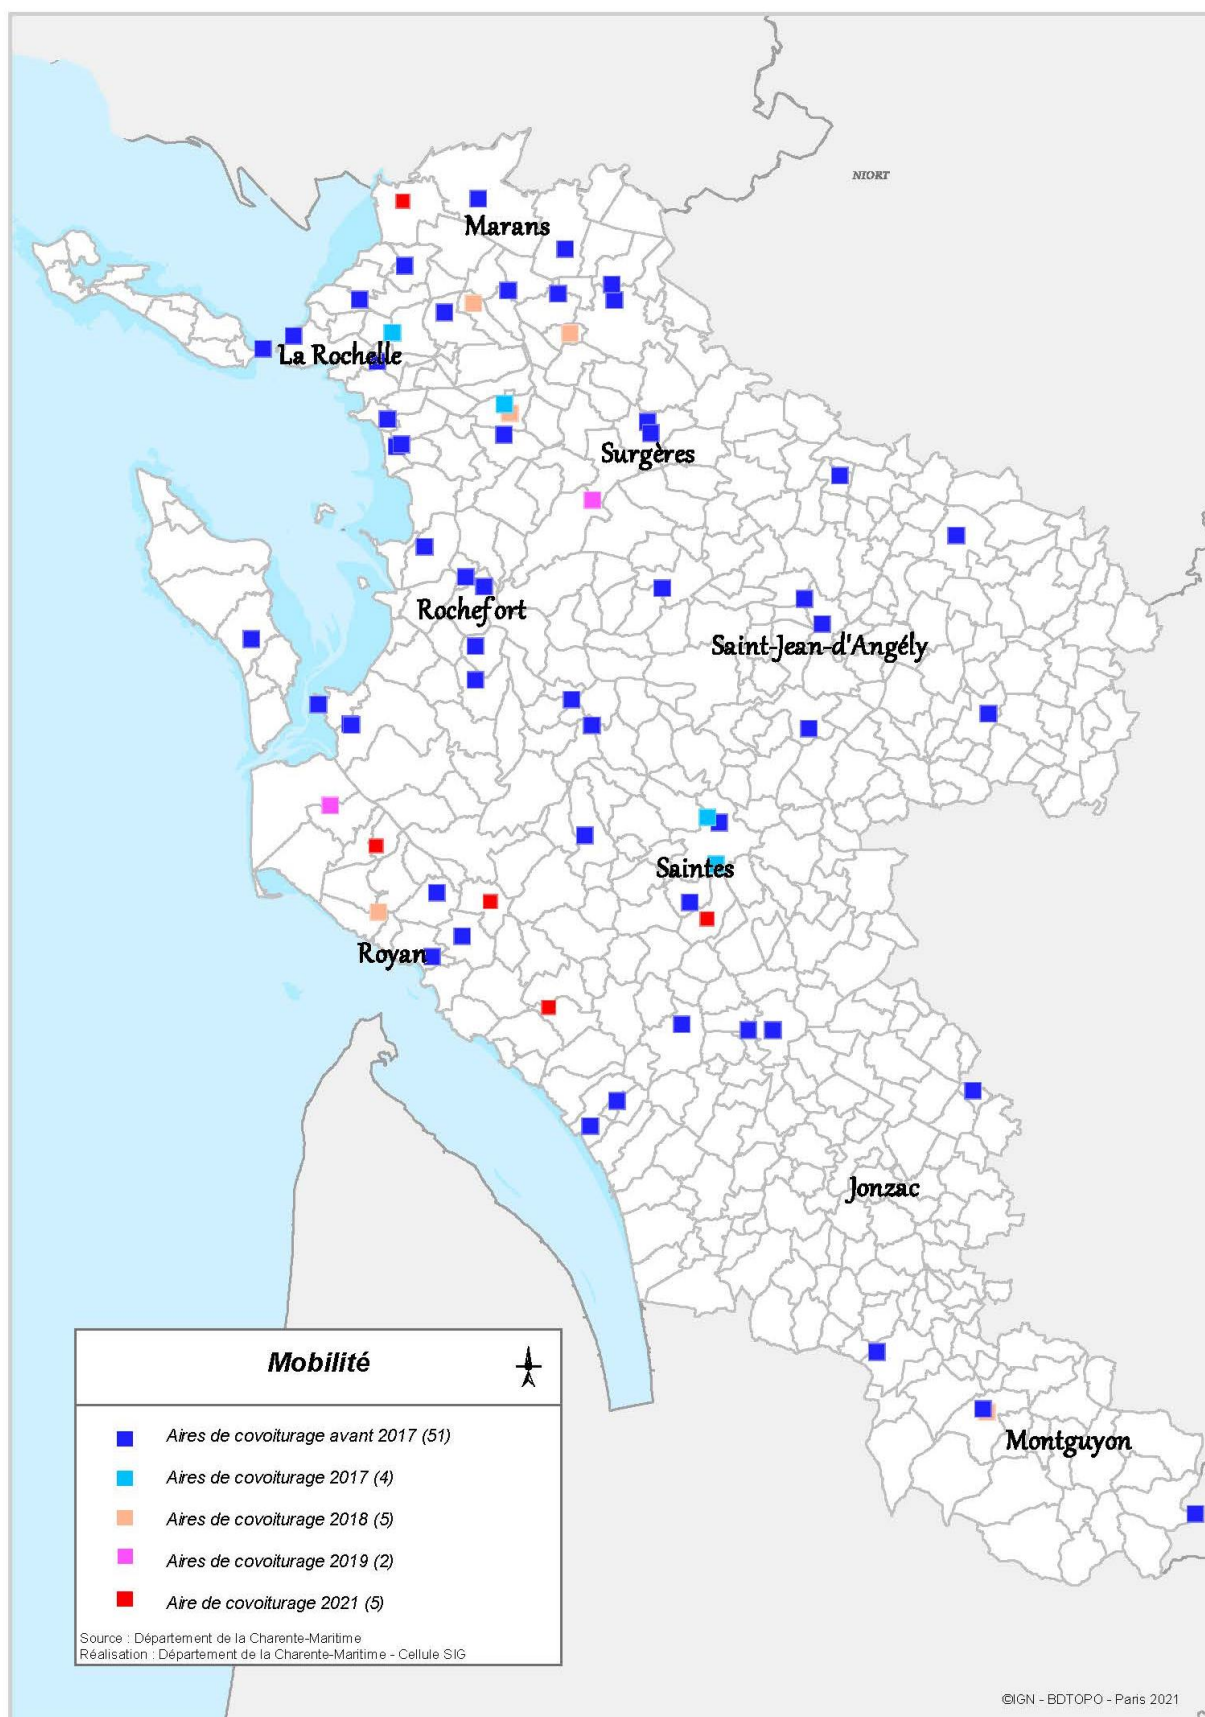 NIORT
Marans
La Rochelle
Surgères
Rochefort
Saint-Jean-d'Angély
Saintes
Royan
Jonzac
Montguyon
Mobilité
Aires de covoiturage avant 2017 (51)
Aires de covoiturage 2017 (4)
Aires de covoiturage 2018 (5)
Aires de covoiturage 2019 (2)
Aire de covoiturage 2021 (5)
Source : Département de la Charente-Maritime
Réalisation : Département de la Charente-Maritime - Cellule SIG
©IGN - BDTOPO - Paris 2021